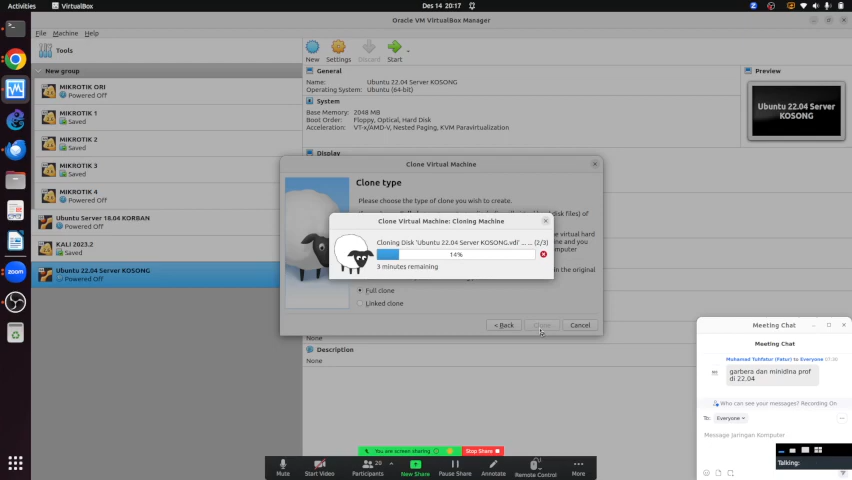 Activities
VirtualBox
Des 14 20:17
Oracle VM VirtualBox Manager
File Machine Help
Tools
New Settings Discard Start
New group
MIKROTIK ORI
Powered Off
MIKROTIK 1
Saved
MIKROTIK 2
Saved
MIKROTIK 3
Saved
MIKROTIK 4
Powered Off
Ubuntu Server 18.04 KORBAN
Powered Off
KALI 2023.2
Saved
Ubuntu 22.04 Server KOSONG
Powered Off
General
Name: Ubuntu 22.04 Server KOSONG
Operating System: Ubuntu (64-bit)
System
Base Memory: 2048 MB
Boot Order: Floppy, Optical, Hard Disk
Acceleration: VT-x/AMD-V, Nested Paging, KVM Paravirtualization
Display
Preview
Ubuntu 22.04 Server
KOSONG
Clone Virtual Machine
Clone type
Please choose the type of clone you wish to create.
Clone Virtual Machine: Cloning Machine
Cloning Disk 'Ubuntu 22.04 Server KOSONG.vdi' ... ... (2/3)
14%
3 minutes remaining
Full clone
Linked clone
< Back Clone Cancel
None
Description
None
Meeting Chat
Meeting Chat
Muhamad Tuhfatur (Fatur) to Everyone 07:30
garbera dan minidlna prof
di 22.04
Who can see your messages? Recording On
To: Everyone
Message Jaringan Komputer
Talking:
You are screen sharing
Stop Share
Mute Start Video Participants 20 New Share Pause Share Annotate Remote Control More